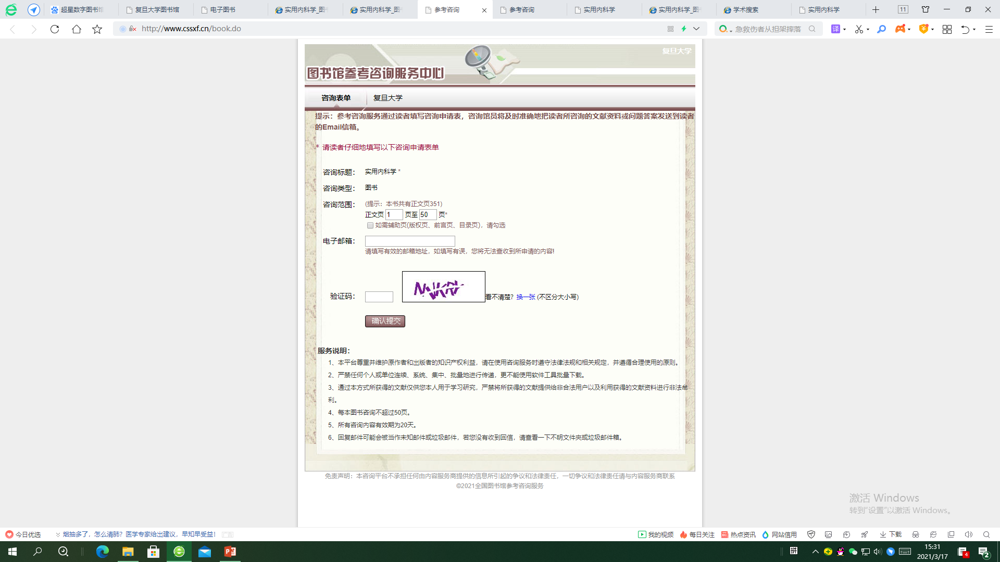 超星数字图书馆
复旦大学图书馆
电子图书
实用内科学_图
实用内科学_图
参考咨询
参考咨询
实用内科学
实用内科学_图
学术搜索
实用内科学
11
http://www.cssxf.cn/book.do
急救伤者从担架摔落
译
复旦大学
图书馆参考咨询服务中心
咨询表单
复旦大学
提示：参考咨询服务通过读者填写咨询申请表，咨询馆员将及时准确地把读者所咨询的文献资料或问题答案发送到读者
的Email信箱。
* 请读者仔细地填写以下咨询申请表单
咨询标题： 实用内科学 *
咨询类型： 图书
咨询范围： (提示：本书共有正文页351)
正文页 1 页至 50 页*
如需辅助页(版权页、前言页、目录页)，请勾选
电子邮箱：
请填写有效的邮箱地址，如填写有误，您将无法查收到所申请的内容!
验证码： 看不清楚？换一张 (不区分大小写)
确认提交
服务说明：
1、本平台尊重并维护原作者和出版者的知识产权利益，请在使用咨询服务时遵守法律法规和相关规定，并遵循合理使用的原则。
2、严禁任何个人或单位连续、系统、集中、批量地进行传递，更不能使用软件工具批量下载。
3、通过本方式所获得的文献仅供您本人用于学习研究，严禁将所获得的文献提供给非合法用户以及利用获得的文献资料进行非法牟
利。
4、每本图书咨询不超过50页。
5、所有咨询内容有效期为20天。
6、回复邮件可能会被当作未知邮件或垃圾邮件，若您没有收到回信，请查看一下不明文件夹或垃圾邮件箱。
免责声明：本咨询平台不承担任何由内容服务商提供的信息所引起的争议和法律责任，一切争议和法律责任请与内容服务商联系
©2021全国图书馆参考咨询服务
激活 Windows
转到"设置"以激活 Windows。
今日优选
烟抽多了，怎么清肺？医学专家给出建议，早知早受益！ 广告
我的视频
每日关注
热点资讯
网站信用
下载
拼
15:31
2021/3/17
4
2